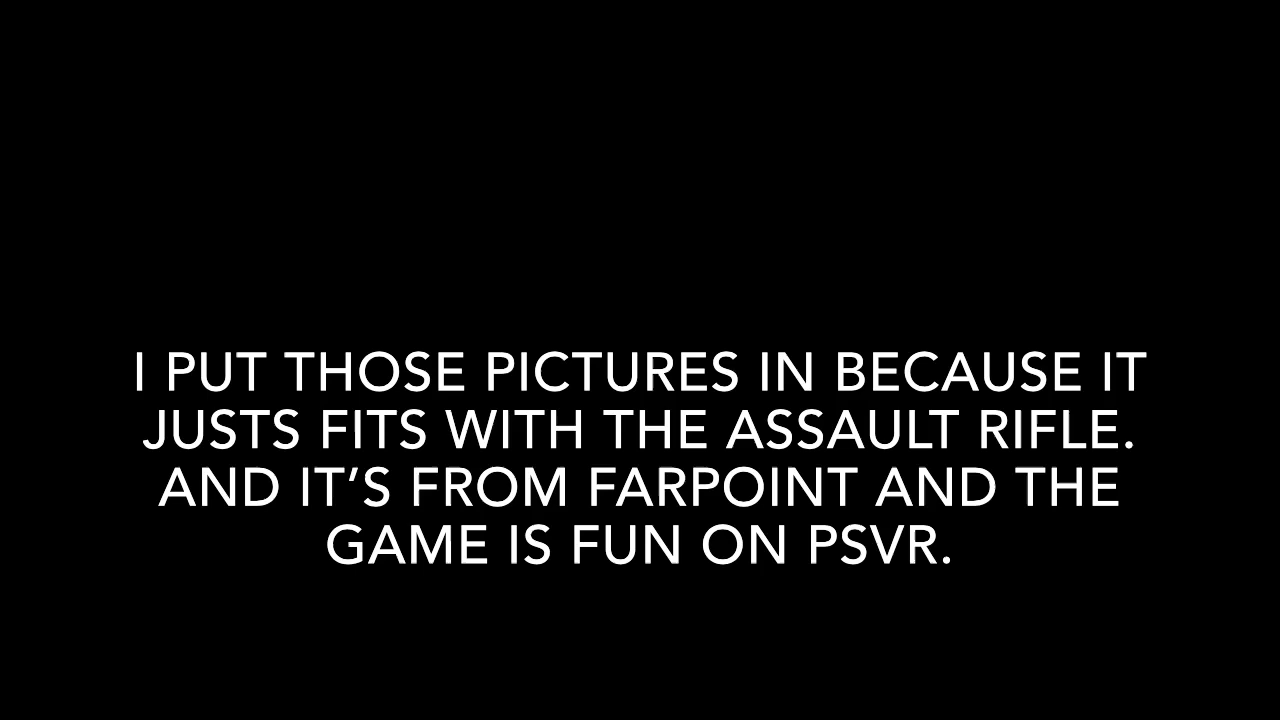 I PUT THOSE PICTURES IN BECAUSE IT
JUSTS FITS WITH THE ASSAULT RIFLE.
AND IT’S FROM FARPOINT AND THE
GAME IS FUN ON PSVR.